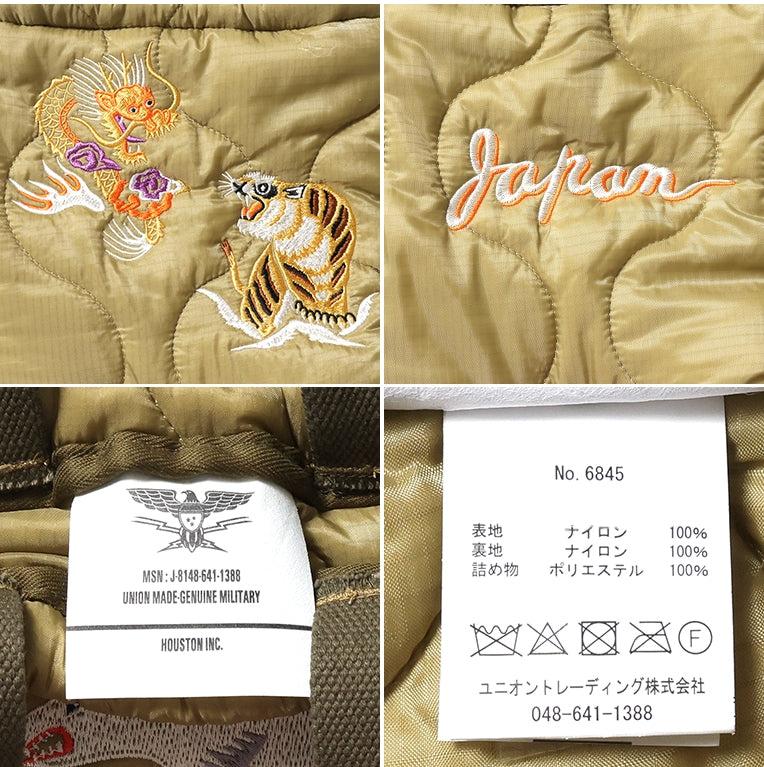 Japan
MSN : J-8148-641-1388
UNION MADE·GENUINE MILITARY
HOUSTON INC.
No. 6845
表地 ナイロン 100%
裏地 ナイロン 100%
詰め物 ポリエステル 100%
F
ユニオントレーディング株式会社
048-641-1388